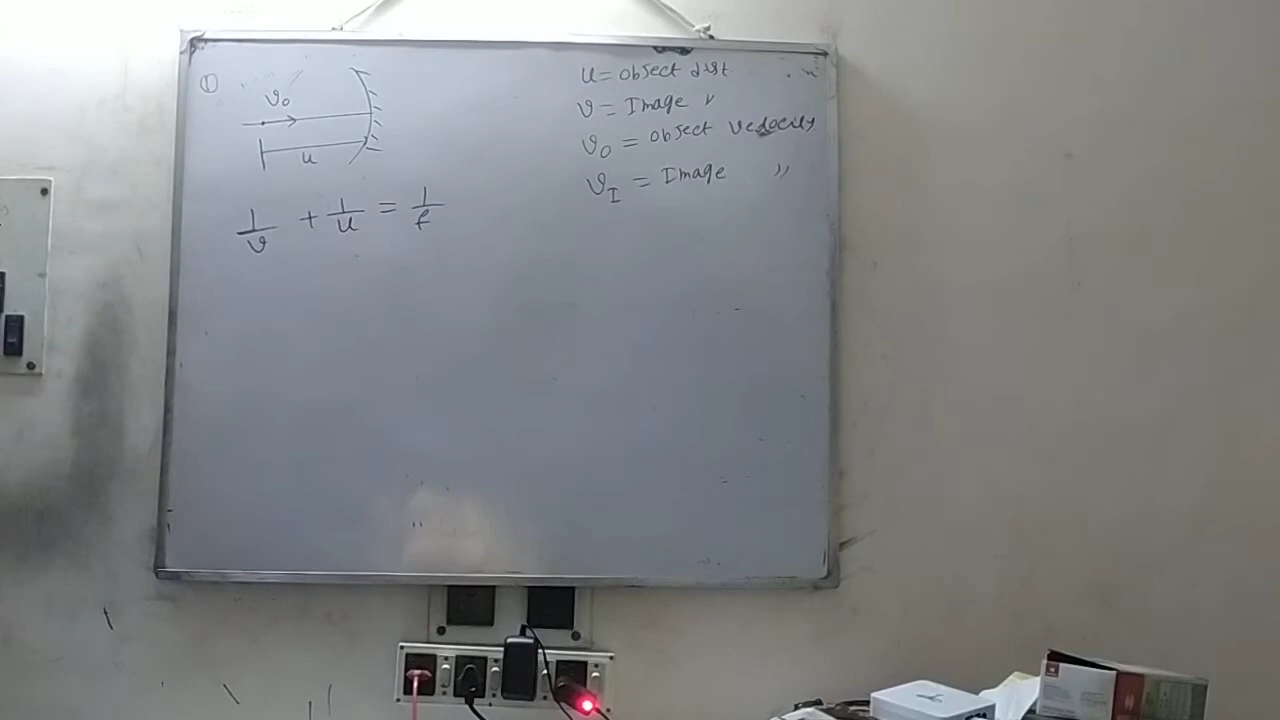 ①
v₀
u
1/v + 1/u = 1/f
u = object dist
v = Image "
v₀ = object velocity
v_I = Image "